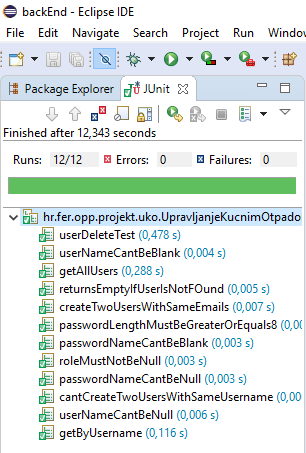 backEnd - Eclipse IDE
File Edit Navigate Search Project Run Window
Package Explorer JUnit
Finished after 12,343 seconds
Runs: 12/12 Errors: 0 Failures: 0
hr.fer.opp.projekt.uko.UpravljanjeKucnimOtpado
userDeleteTest (0,478 s)
userNameCantBeBlank (0,004 s)
getAllUsers (0,288 s)
returnsEmptyIfUserIsNotFOund (0,005 s)
createTwoUsersWithSameEmails (0,007 s)
passwordLengthMustBeGreaterOrEquals8 (0,00
passwordNameCantBeBlank (0,003 s)
roleMustNotBeNull (0,003 s)
passwordNameCantBeNull (0,003 s)
cantCreateTwoUsersWithSameUsername (0,00
userNameCantBeNull (0,006 s)
getByUsername (0,116 s)